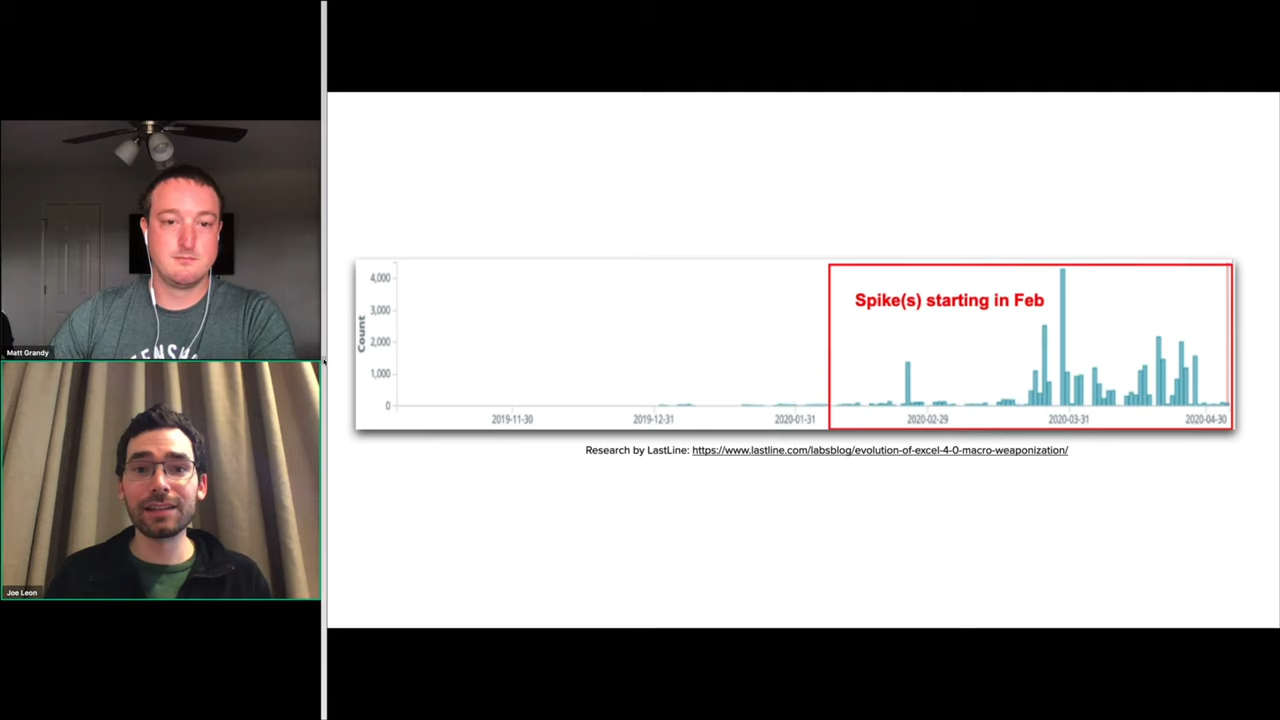 Matt Grandy
Joe Leon
Spike(s) starting in Feb
Count
4,000
3,000
2,000
1,000
0
2019-11-30
2019-12-31
2020-01-31
2020-02-29
2020-03-31
2020-04-30
Research by LastLine: https://www.lastline.com/labsblog/evolution-of-excel-4-0-macro-weaponization/